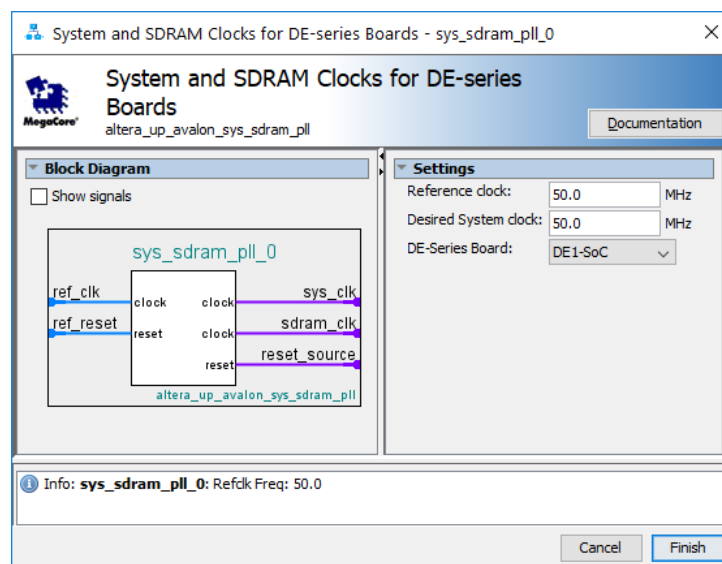 System and SDRAM Clocks for DE-series Boards - sys_sdram_pll_0
System and SDRAM Clocks for DE-series
Boards
altera_up_avalon_sys_sdram_pll
MegaCore®
Documentation
Block Diagram
Show signals
sys_sdram_pll_0
ref_clk
clock
clock
sys_clk
ref_reset
reset
clock
sdram_clk
reset
reset_source
altera_up_avalon_sys_sdram_pll
Settings
Reference clock: 50.0 MHz
Desired System clock: 50.0 MHz
DE-Series Board: DE1-SoC
Info: sys_sdram_pll_0: Refclk Freq: 50.0
Cancel
Finish